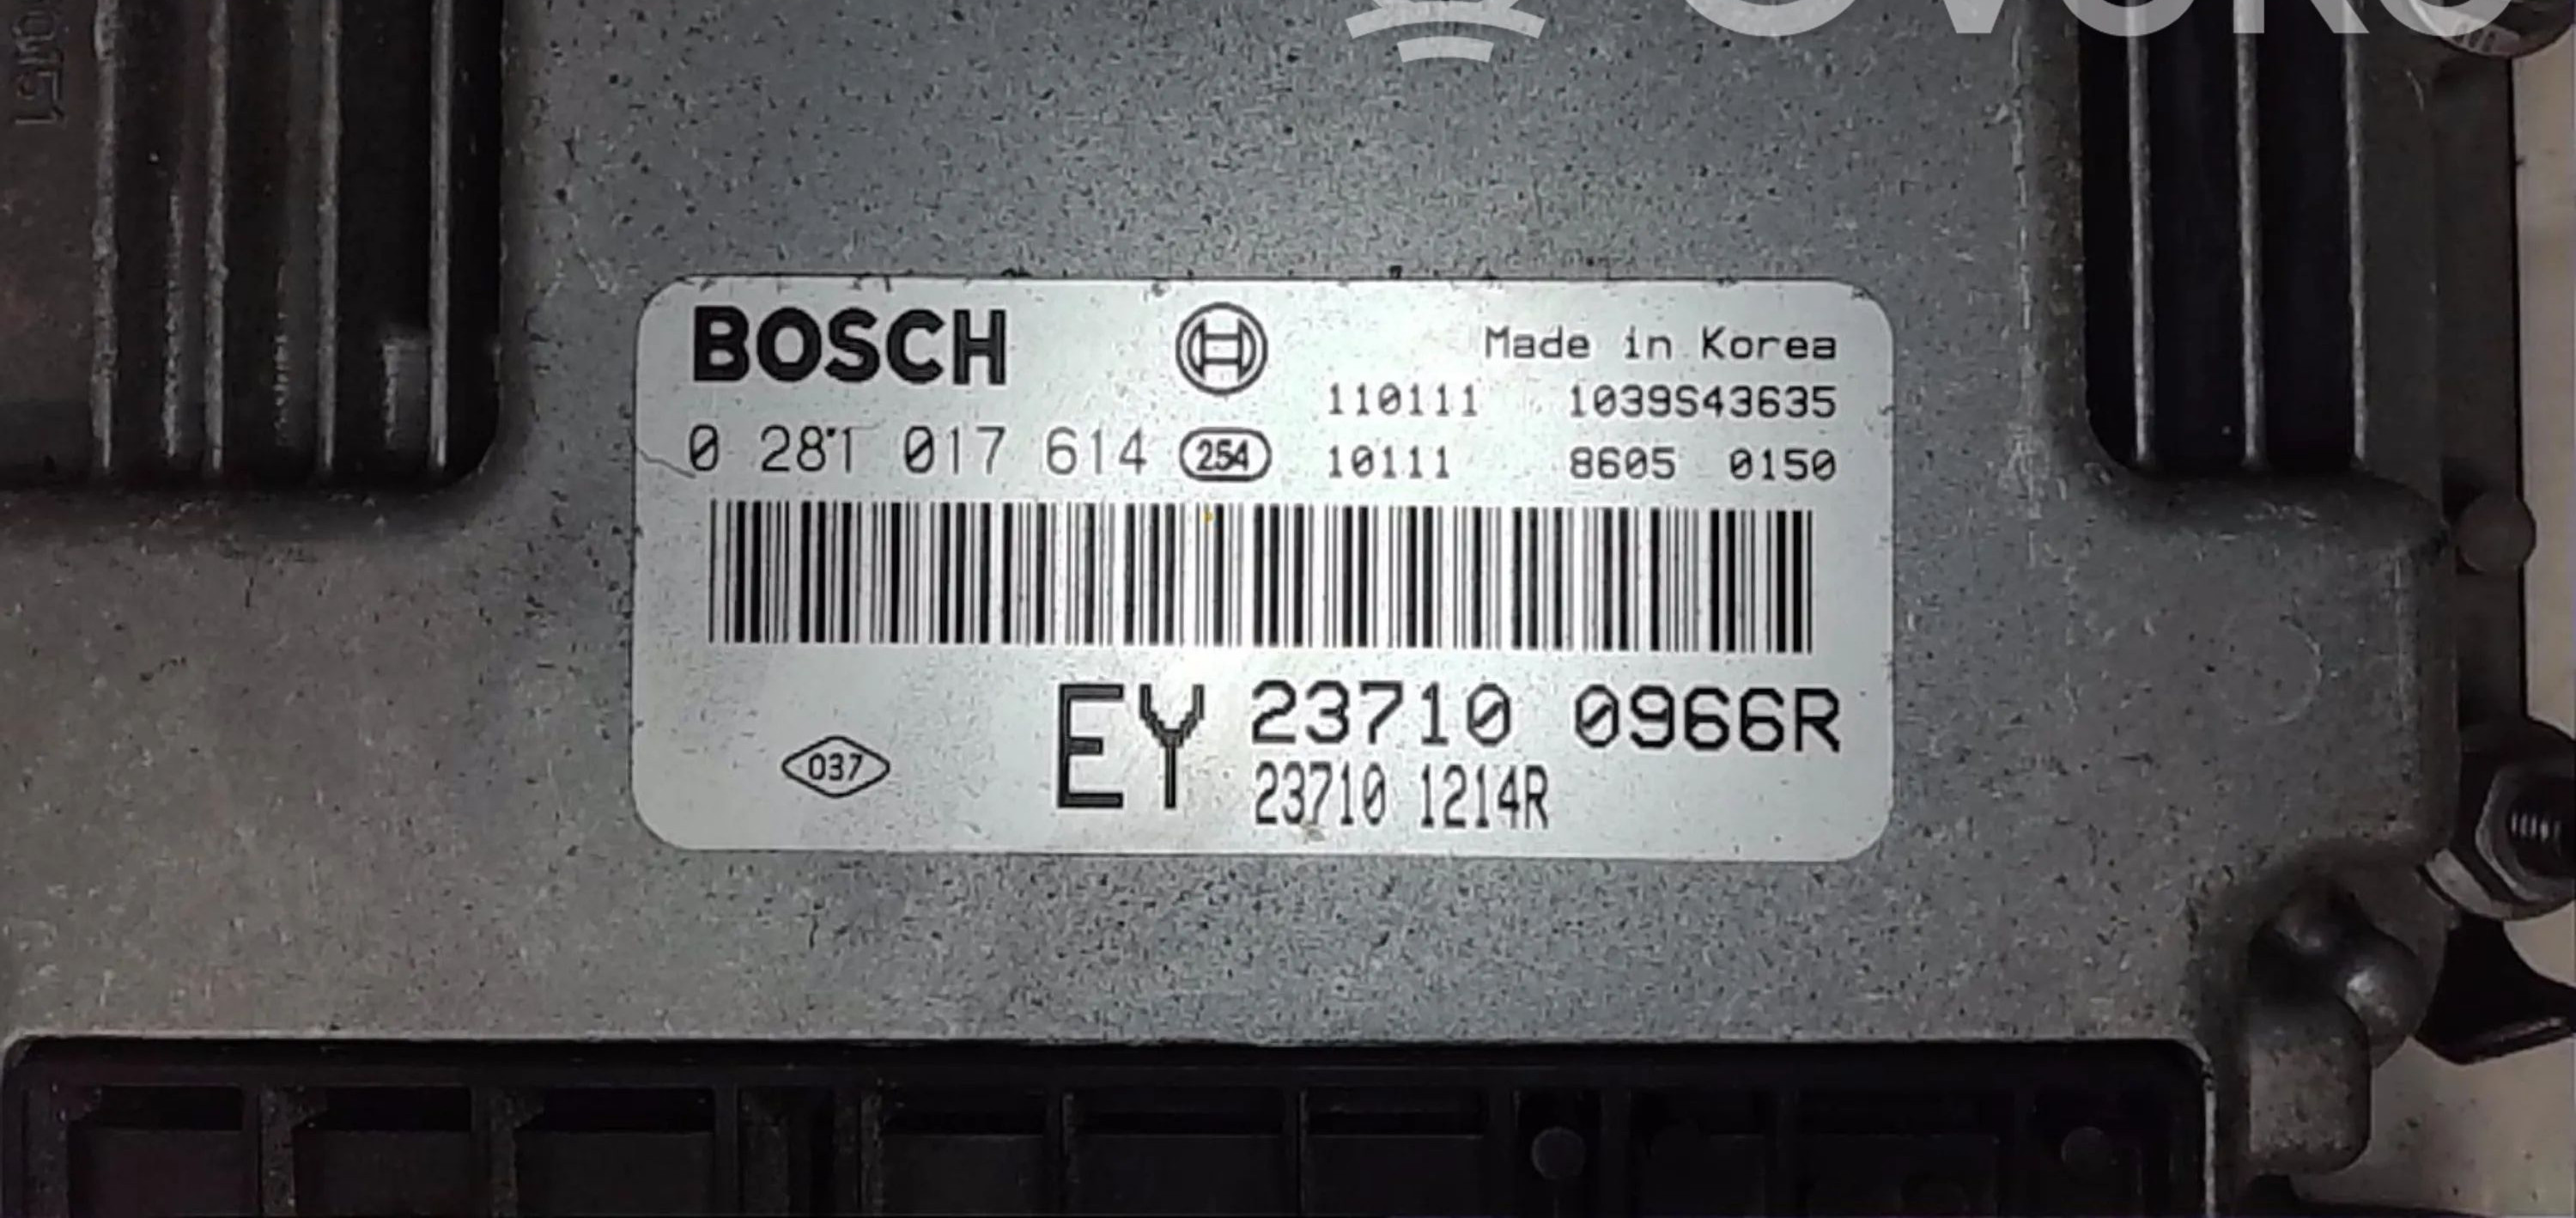 BOSCH
Made in Korea
110111 1039S43635
0 281 017 614 254 10111 8605 0150
EY 23710 0966R
037 23710 1214R